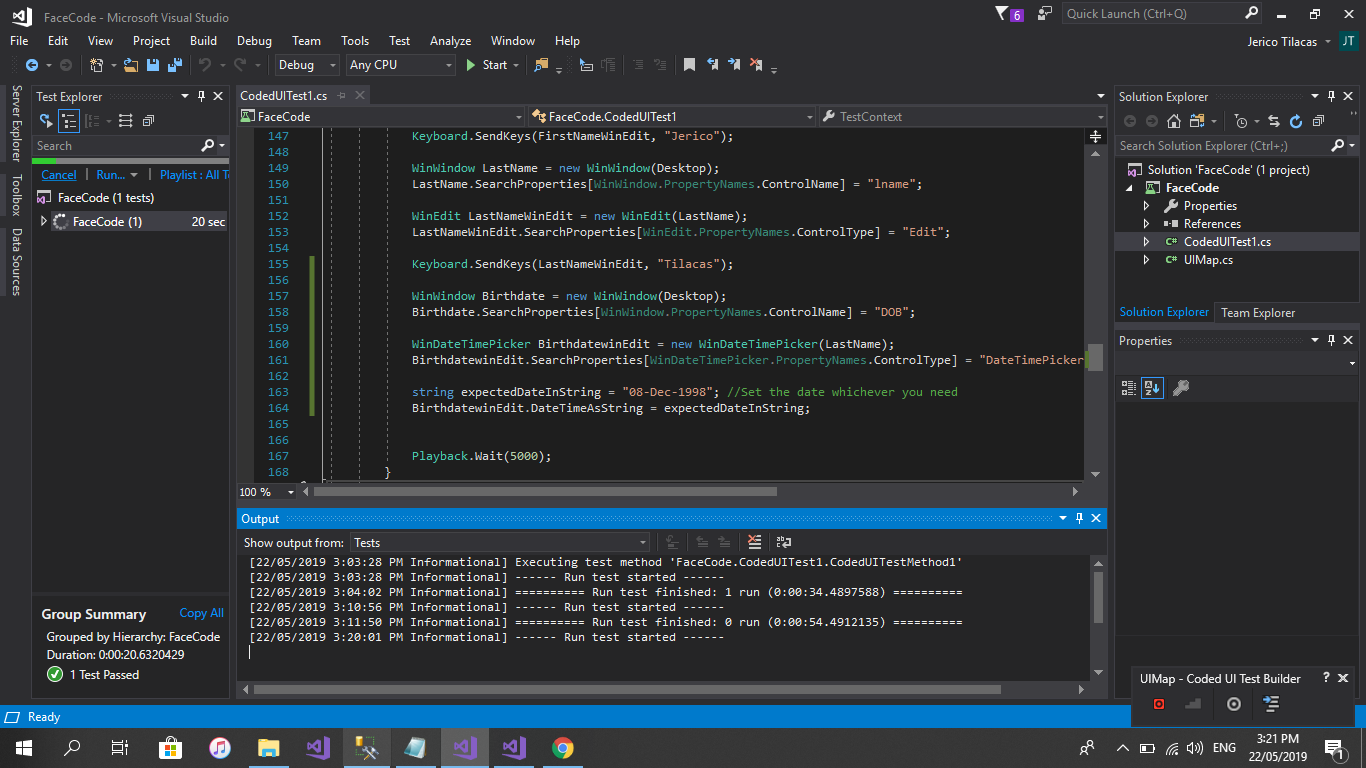 FaceCode - Microsoft Visual Studio
6
Quick Launch (Ctrl+Q)
File Edit View Project Build Debug Team Tools Test Analyze Window Help
Jerico Tilacas JT
Debug Any CPU Start
Server Explorer
Toolbox
Data Sources
Test Explorer
Search
Cancel Run... Playlist : All T
FaceCode (1 tests)
FaceCode (1) 20 sec
Group Summary Copy All
Grouped by Hierarchy: FaceCode
Duration: 0:00:20.6320429
1 Test Passed
CodedUITest1.cs
FaceCode FaceCode.CodedUITest1 TestContext
147 Keyboard.SendKeys(FirstNameWinEdit, "Jerico");
148
149 WinWindow LastName = new WinWindow(Desktop);
150 LastName.SearchProperties[WinWindow.PropertyNames.ControlName] = "lname";
151
152 WinEdit LastNameWinEdit = new WinEdit(LastName);
153 LastNameWinEdit.SearchProperties[WinEdit.PropertyNames.ControlType] = "Edit";
154
155 Keyboard.SendKeys(LastNameWinEdit, "Tilacas");
156
157 WinWindow Birthdate = new WinWindow(Desktop);
158 Birthdate.SearchProperties[WinWindow.PropertyNames.ControlName] = "DOB";
159
160 WinDateTimePicker BirthdatewinEdit = new WinDateTimePicker(LastName);
161 BirthdatewinEdit.SearchProperties[WinDateTimePicker.PropertyNames.ControlType] = "DateTimePicker
162
163 string expectedDateInString = "08-Dec-1998"; //Set the date whichever you need
164 BirthdatewinEdit.DateTimeAsString = expectedDateInString;
165
166
167 Playback.Wait(5000);
168 }
100 %
Output
Show output from: Tests
[22/05/2019 3:03:28 PM Informational] Executing test method 'FaceCode.CodedUITest1.CodedUITestMethod1'
[22/05/2019 3:03:28 PM Informational] ------ Run test started ------
[22/05/2019 3:04:02 PM Informational] ========== Run test finished: 1 run (0:00:34.4897588) ==========
[22/05/2019 3:10:56 PM Informational] ------ Run test started ------
[22/05/2019 3:11:50 PM Informational] ========== Run test finished: 0 run (0:00:54.4912135) ==========
[22/05/2019 3:20:01 PM Informational] ------ Run test started ------
Solution Explorer
Search Solution Explorer (Ctrl+;)
Solution 'FaceCode' (1 project)
FaceCode
Properties
References
C# CodedUITest1.cs
C# UIMap.cs
Solution Explorer Team Explorer
Properties
UIMap - Coded UI Test Builder ?
Ready
ENG
3:21 PM
22/05/2019
1